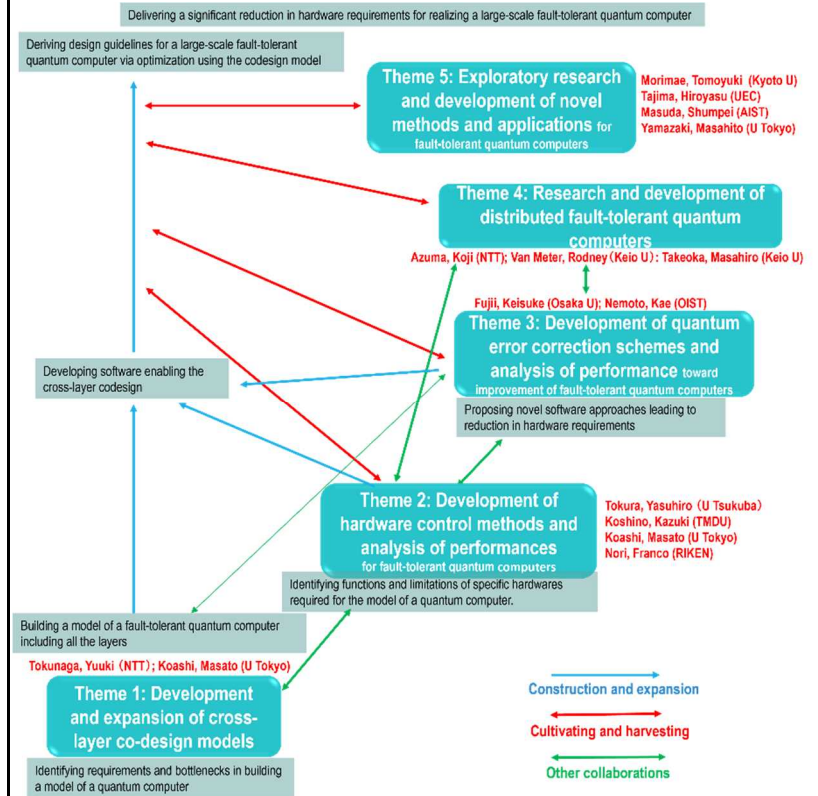 Delivering a significant reduction in hardware requirements for realizing a large-scale fault-tolerant quantum computer
Deriving design guidelines for a large-scale fault-tolerant
quantum computer via optimization using the codesign model
Theme 5: Exploratory research
and development of novel
methods and applications for
fault-tolerant quantum computers
Morimae, Tomoyuki (Kyoto U)
Tajima, Hiroyasu (UEC)
Masuda, Shumpei (AIST)
Yamazaki, Masahito (U Tokyo)
Theme 4: Research and development of
distributed fault-tolerant quantum
computers
Azuma, Koji (NTT); Van Meter, Rodney（Keio U）: Takeoka, Masahiro (Keio U)
Fujii, Keisuke (Osaka U); Nemoto, Kae (OIST)
Theme 3: Development of quantum
error correction schemes and
analysis of performance toward
improvement of fault-tolerant quantum computers
Developing software enabling the
cross-layer codesign
Proposing novel software approaches leading to
reduction in hardware requirements
Theme 2: Development of
hardware control methods and
analysis of performances
for fault-tolerant quantum computers
Tokura, Yasuhiro（U Tsukuba）
Koshino, Kazuki (TMDU)
Koashi, Masato (U Tokyo)
Nori, Franco (RIKEN)
Identifying functions and limitations of specific hardwares
required for the model of a quantum computer.
Building a model of a fault-tolerant quantum computer
including all the layers
Tokunaga, Yuuki（NTT）; Koashi, Masato (U Tokyo)
Theme 1: Development
and expansion of cross-
layer co-design models
Identifying requirements and bottlenecks in building
a model of a quantum computer
Construction and expansion
Cultivating and harvesting
Other collaborations